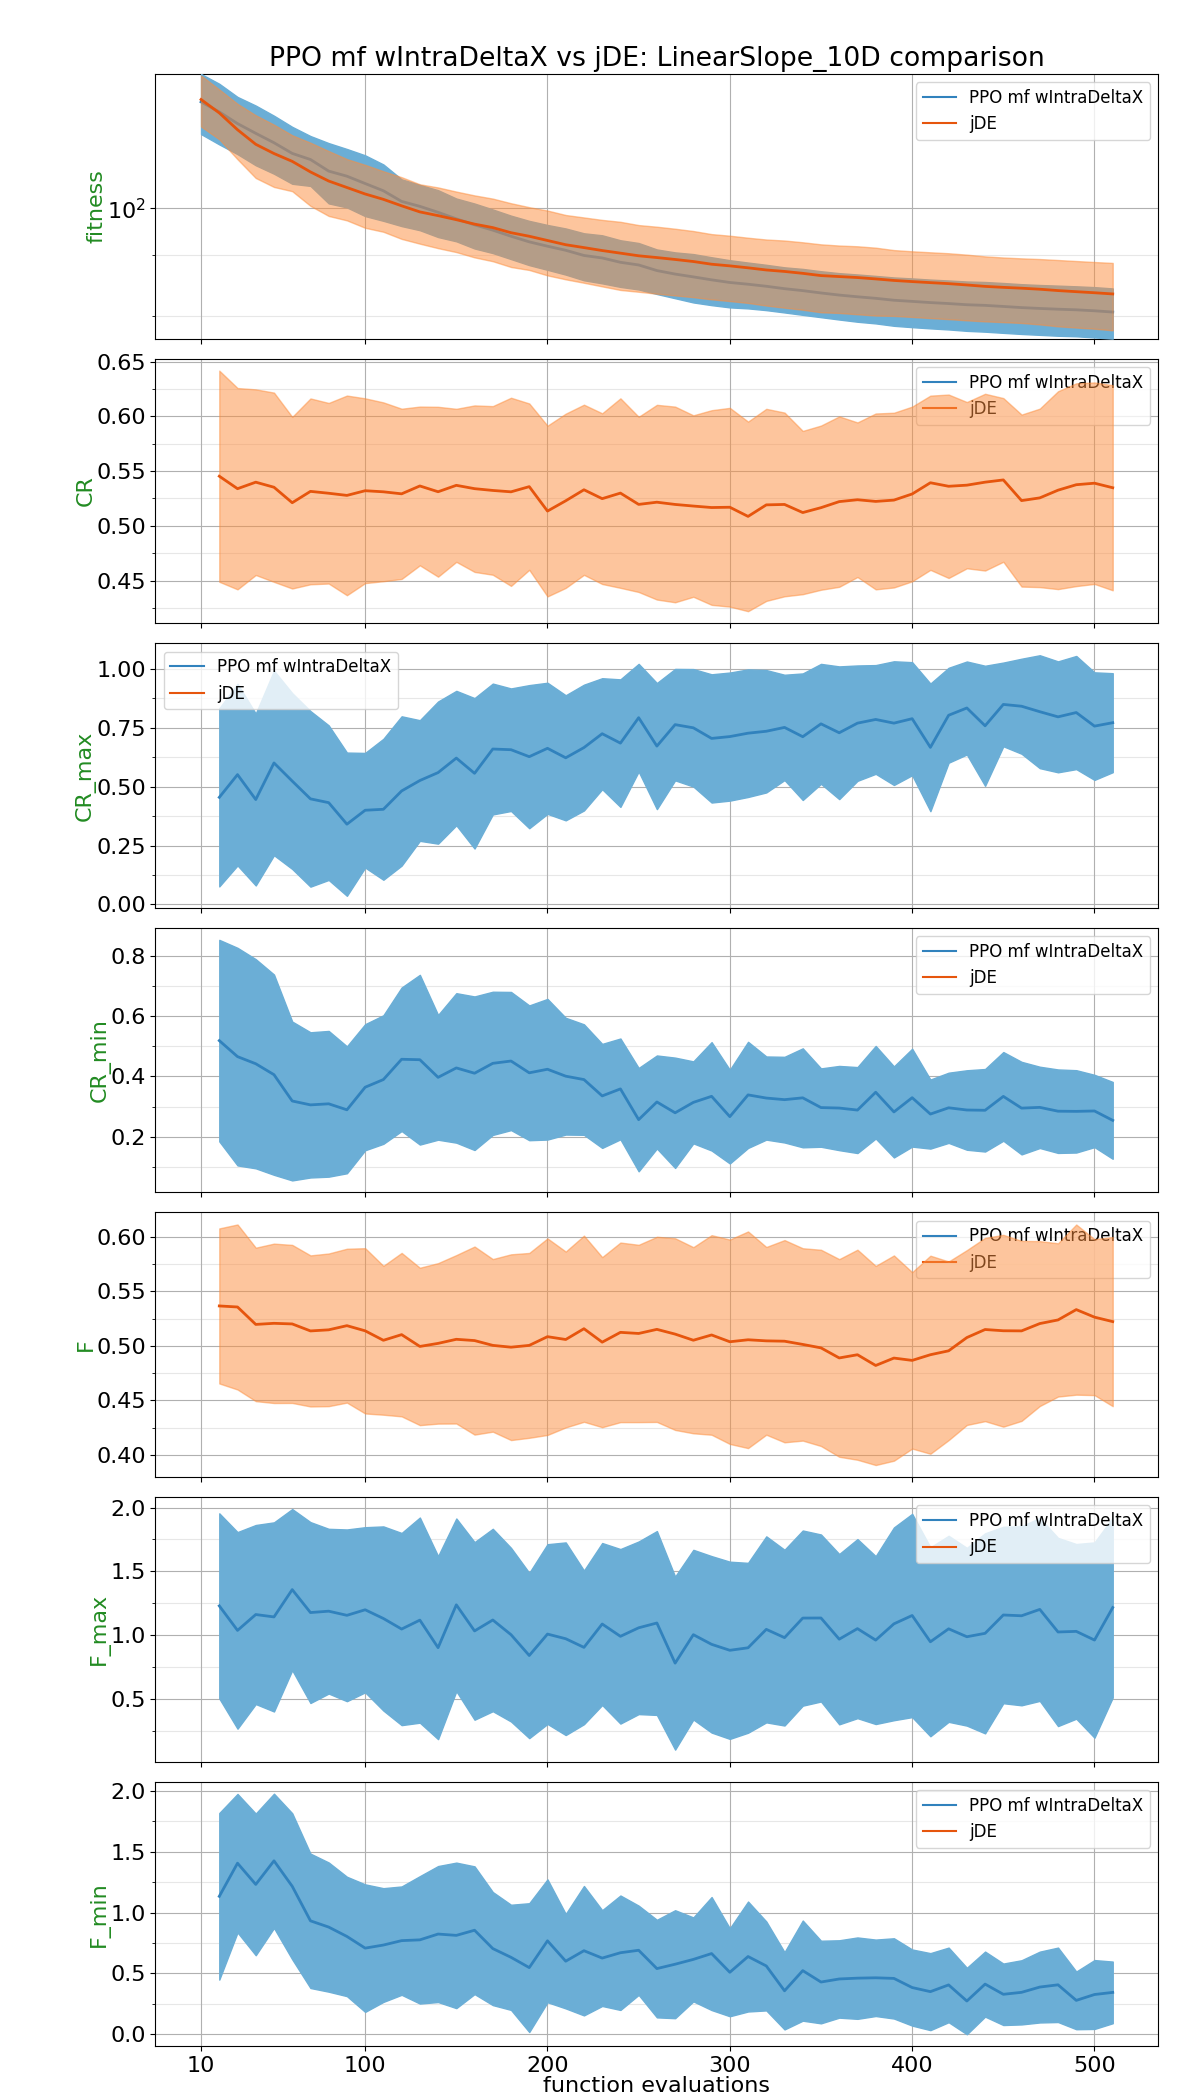 PPO mf wIntraDeltaX vs jDE: LinearSlope_10D comparison
PPO mf wIntraDeltaX
jDE
fitness
10²
PPO mf wIntraDeltaX
jDE
CR
0.65
0.60
0.55
0.50
0.45
PPO mf wIntraDeltaX
jDE
CR_max
1.00
0.75
0.50
0.25
0.00
PPO mf wIntraDeltaX
jDE
CR_min
0.8
0.6
0.4
0.2
PPO mf wIntraDeltaX
jDE
F
0.60
0.55
0.50
0.45
0.40
PPO mf wIntraDeltaX
jDE
F_max
2.0
1.5
1.0
0.5
PPO mf wIntraDeltaX
jDE
F_min
2.0
1.5
1.0
0.5
0.0
10 100 200 300 400 500
function evaluations